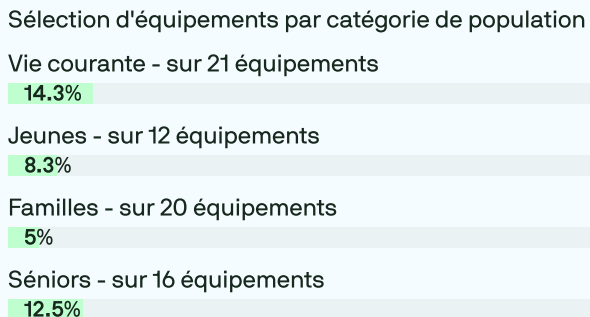 Sélection d'équipements par catégorie de population
Vie courante - sur 21 équipements
14.3%
Jeunes - sur 12 équipements
8.3%
Familles - sur 20 équipements
5%
Séniors - sur 16 équipements
12.5%